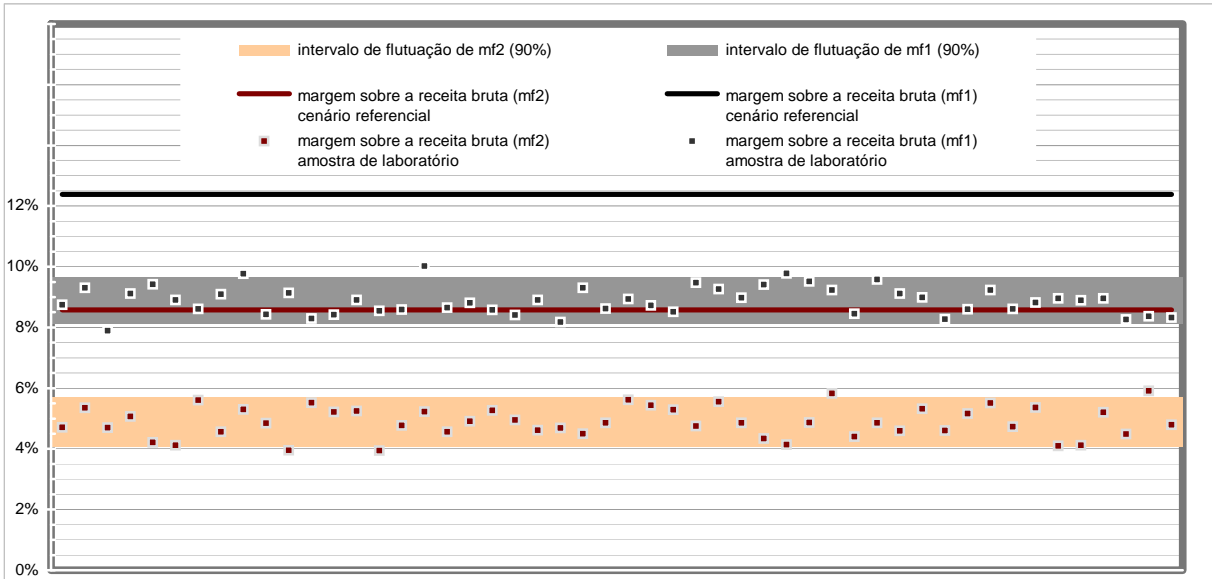 intervalo de flutuação de mf2 (90%)
intervalo de flutuação de mf1 (90%)
margem sobre a receita bruta (mf2)
cenário referencial
margem sobre a receita bruta (mf1)
cenário referencial
margem sobre a receita bruta (mf2)
amostra de laboratório
margem sobre a receita bruta (mf1)
amostra de laboratório
12%
10%
8%
6%
4%
2%
0%